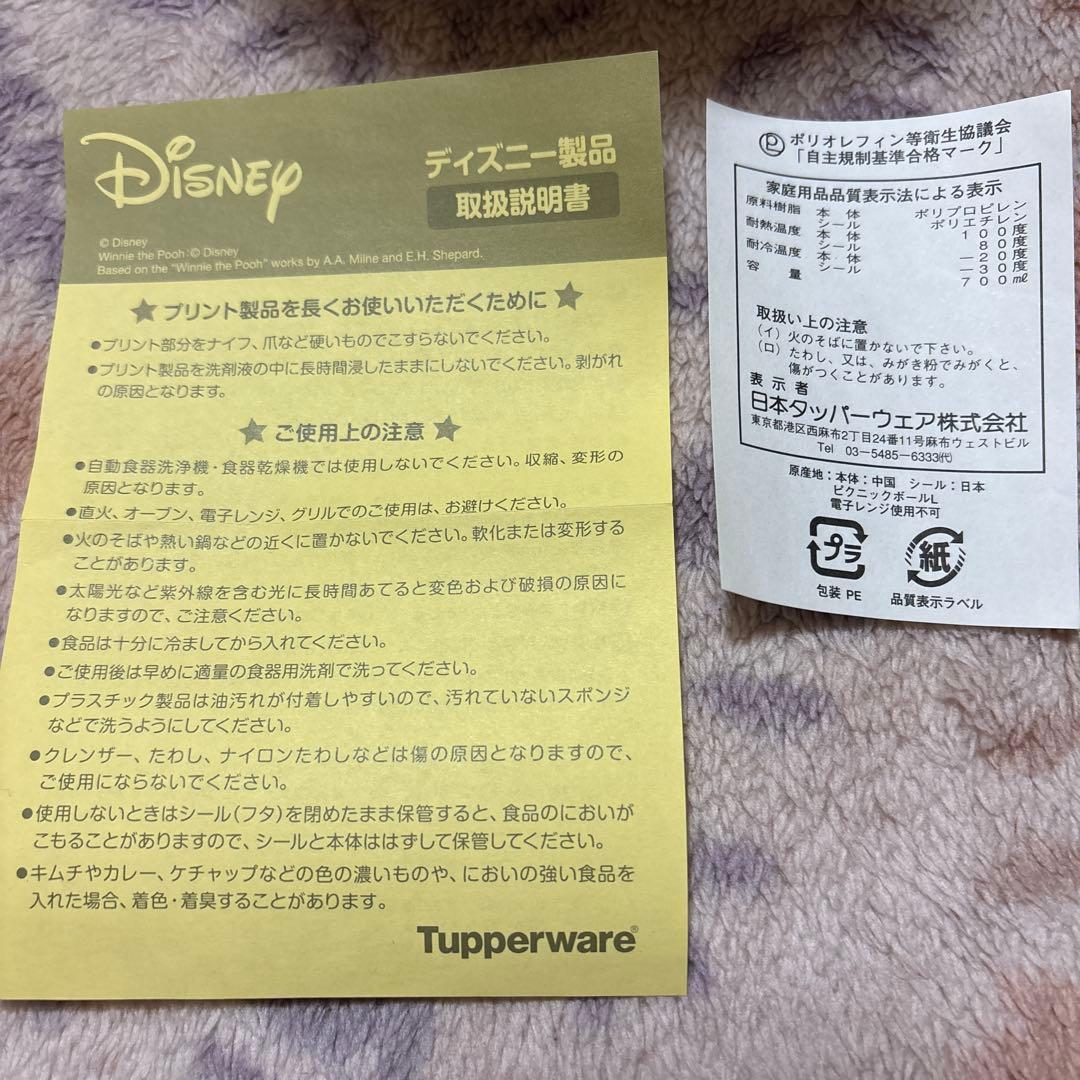 Disney
ディズニー製品
取扱説明書
© Disney
Winnie the Pooh:© Disney
Based on the "Winnie the Pooh" works by A.A. Milne and E.H. Shepard.
★ プリント製品を長くお使いいただくために ★
●プリント部分をナイフ、爪など硬いものでこすらないでください。
●プリント製品を洗剤液の中に長時間浸したままにしないでください。剥がれ
の原因となります。
★ ご使用上の注意 ★
●自動食器洗浄機・食器乾燥機では使用しないでください。収縮、変形の
原因となります。
●直火、オーブン、電子レンジ、グリルでのご使用は、お避けください。
●火のそばや熱い鍋などの近くに置かないでください。軟化または変形する
ことがあります。
●太陽光など紫外線を含む光に長時間あてると変色および破損の原因に
なりますので、ご注意ください。
●食品は十分に冷ましてから入れてください。
●ご使用後は早めに適量の食器用洗剤で洗ってください。
●プラスチック製品は油汚れが付着しやすいので、汚れていないスポンジ
などで洗うようにしてください。
●クレンザー、たわし、ナイロンたわしなどは傷の原因となりますので、
ご使用にならないでください。
●使用しないときはシール(フタ)を閉めたまま保管すると、食品のにおいが
こもることがありますので、シールと本体ははずして保管してください。
●キムチやカレー、ケチャップなどの色の濃いものや、においの強い食品を
入れた場合、着色・着臭することがあります。
Tupperware®
P ポリオレフィン等衛生協議会
「自主規制基準合格マーク」
家庭用品品質表示法による表示
原料樹脂 本体 ポリプロピレン
シール ポリエチレン
耐熱温度 本体 100度
シール 80度
耐冷温度 本体 −20度
シール −30度
容量 700ml
取扱い上の注意
(イ)火のそばに置かないで下さい。
(ロ)たわし、又は、みがき粉でみがくと、
傷がつくことがあります。
表示者
日本タッパーウェア株式会社
東京都港区西麻布2丁目24番11号麻布ウェストビル
Tel 03−5485−6333㈹
原産地:本体:中国 シール:日本
ピクニックボールL
電子レンジ使用不可
プラ
紙
包装 PE
品質表示ラベル